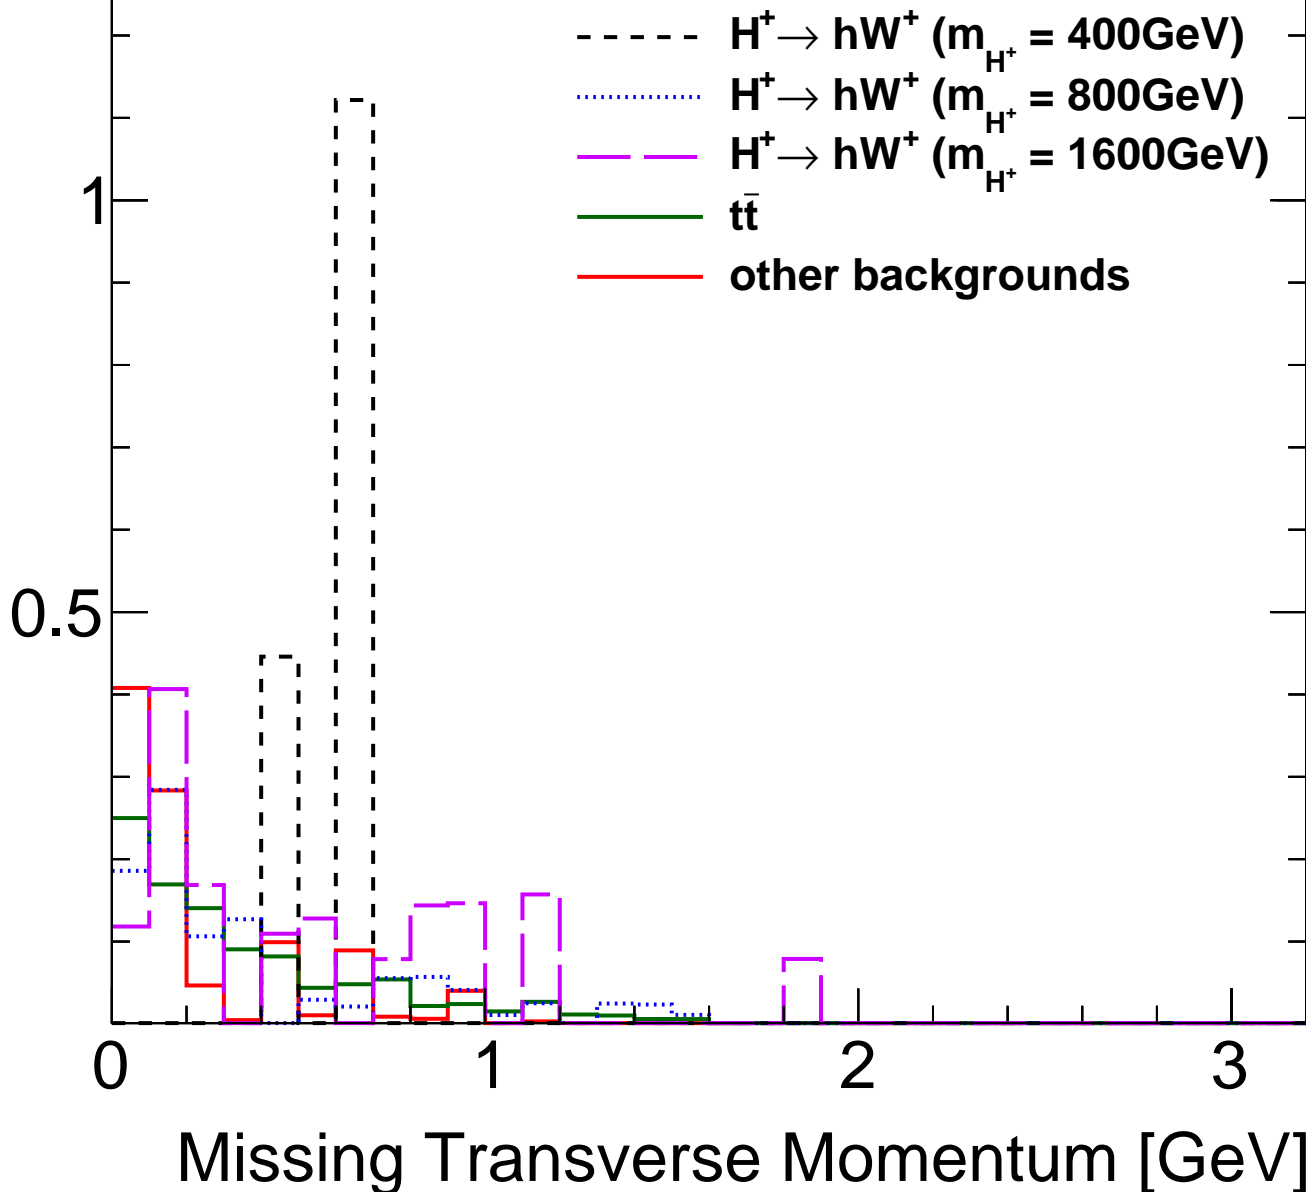 H⁺→ hW⁺ (m_H⁺ = 400GeV)
H⁺→ hW⁺ (m_H⁺ = 800GeV)
H⁺→ hW⁺ (m_H⁺ = 1600GeV)
tt̄
other backgrounds
1
0.5
0 1 2 3
Missing Transverse Momentum [GeV]